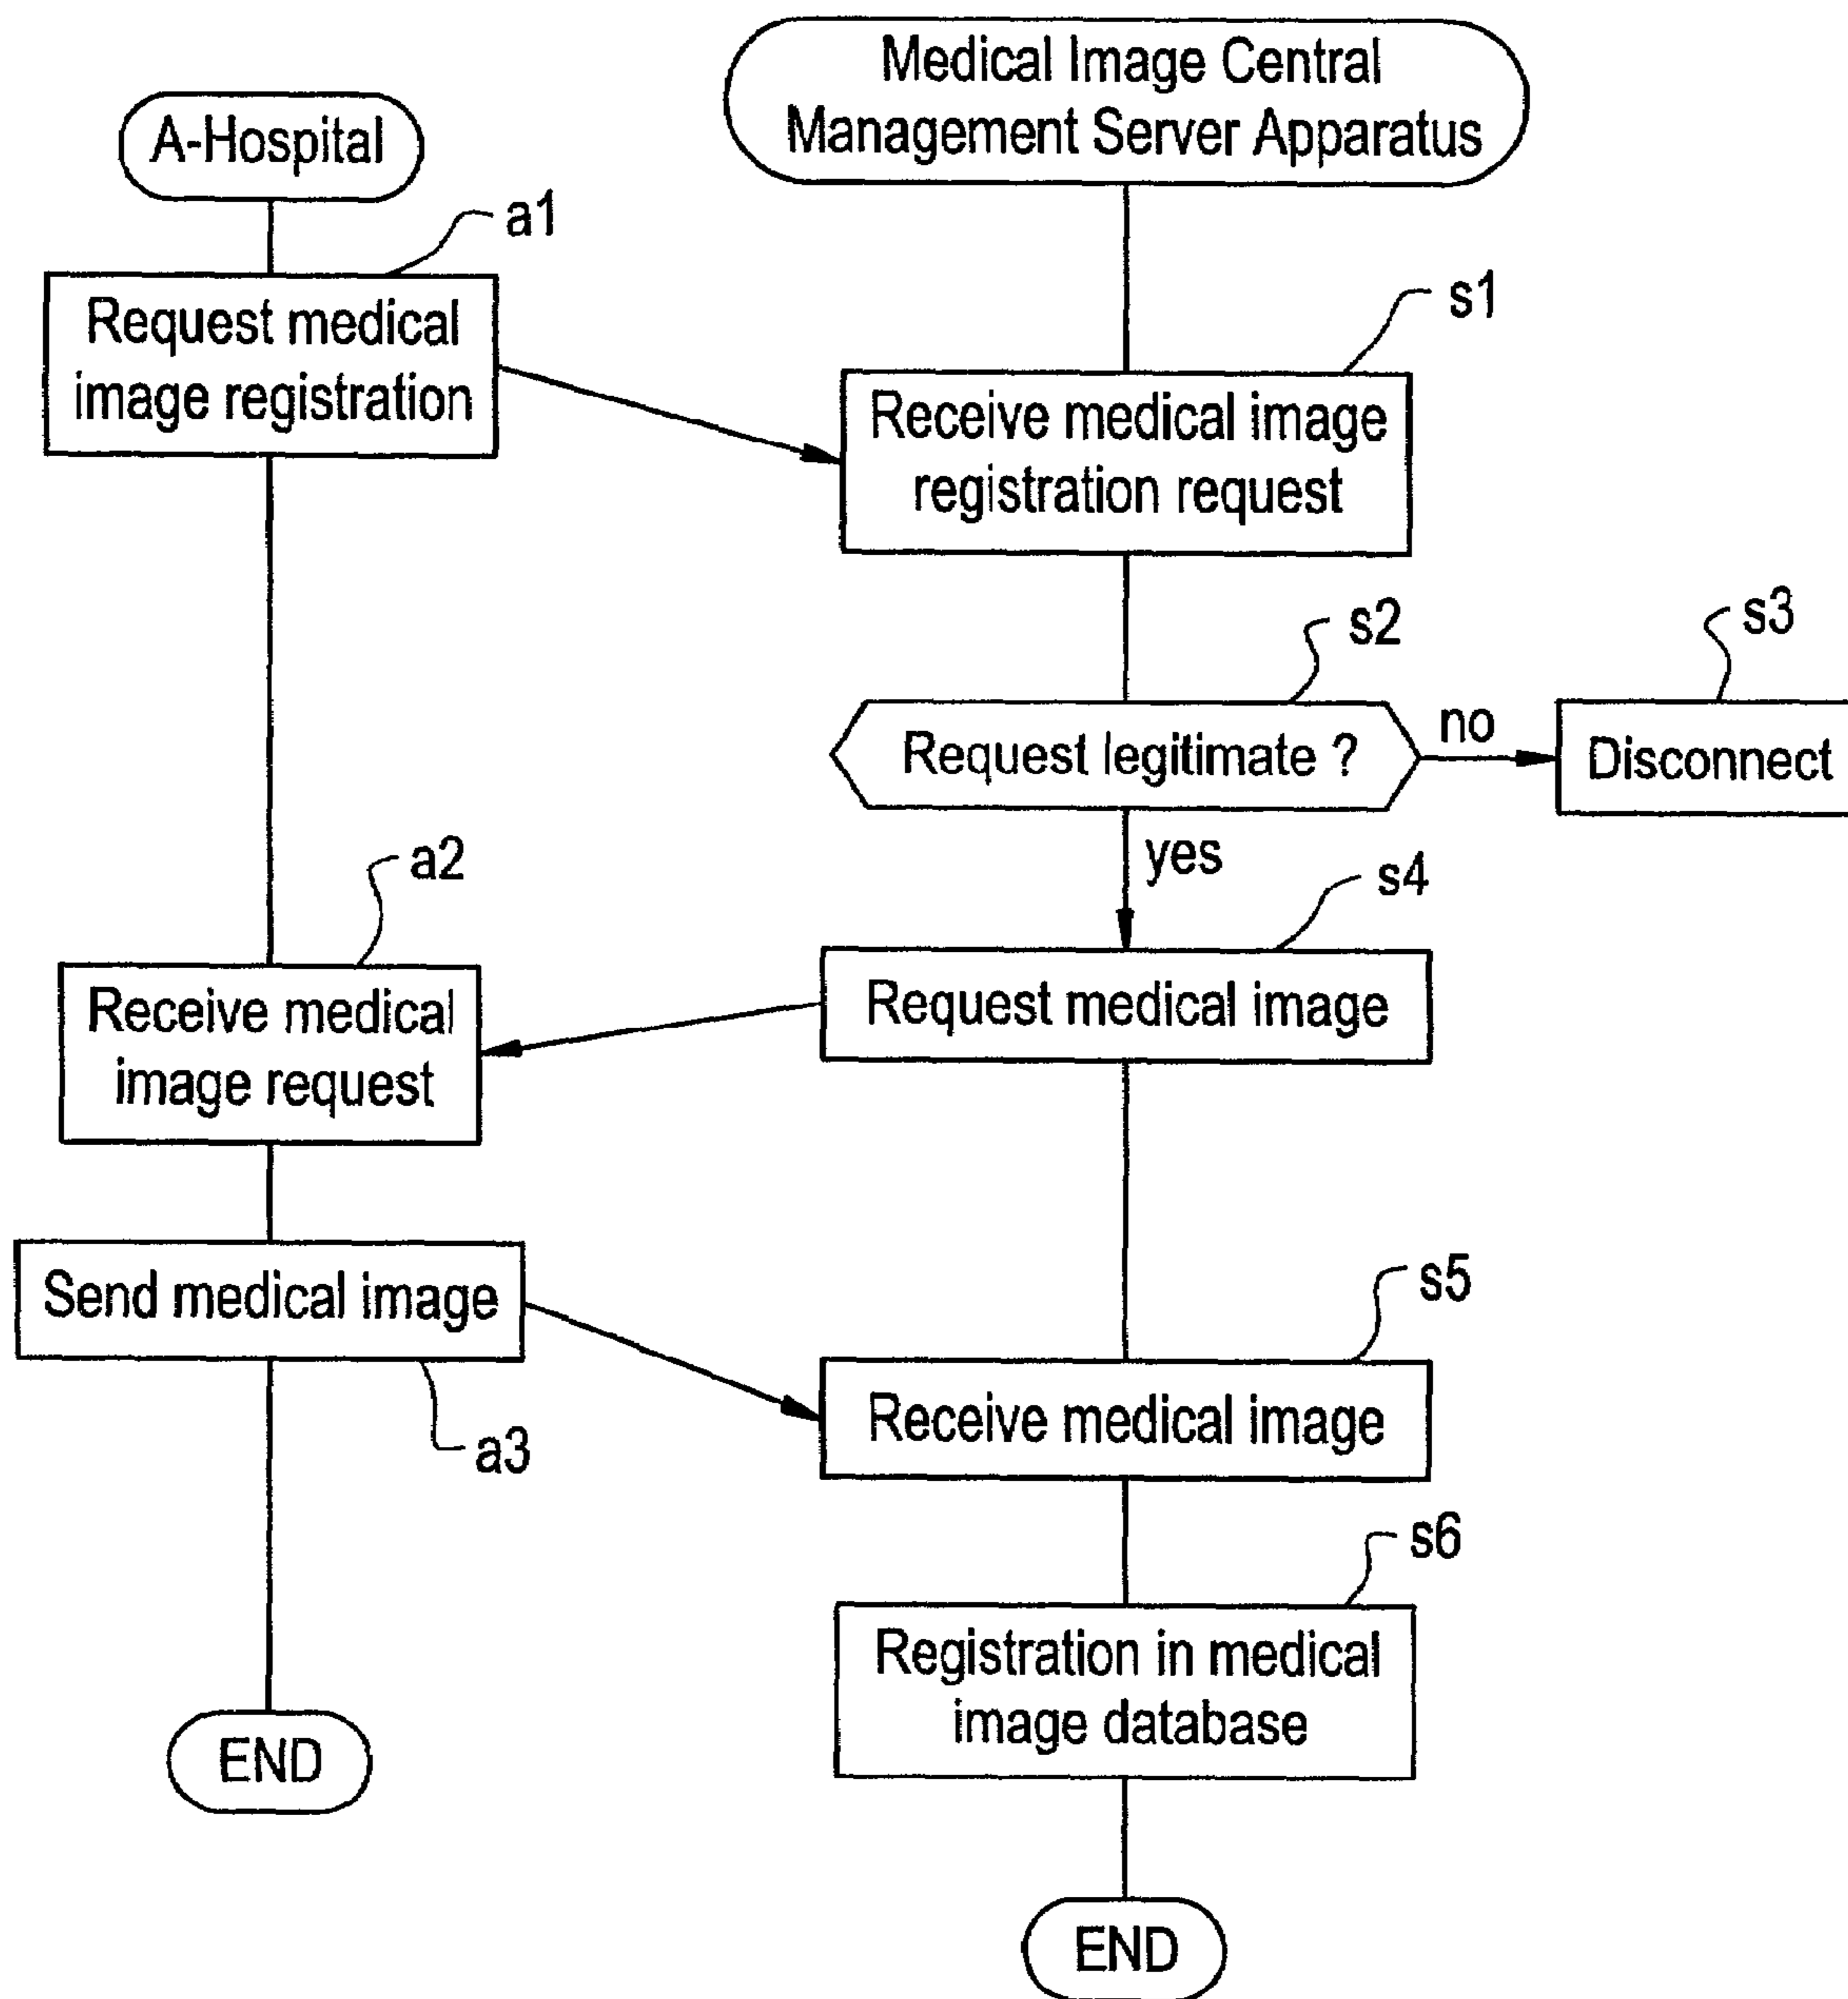 Medical Image Central
Management Server Apparatus
A-Hospital
a1
Request medical
image registration
s1
Receive medical image
registration request
s2
s3
Request legitimate ?
no
Disconnect
yes
a2
s4
Receive medical
image request
Request medical image
Send medical image
a3
s5
Receive medical image
s6
Registration in medical
image database
END
END